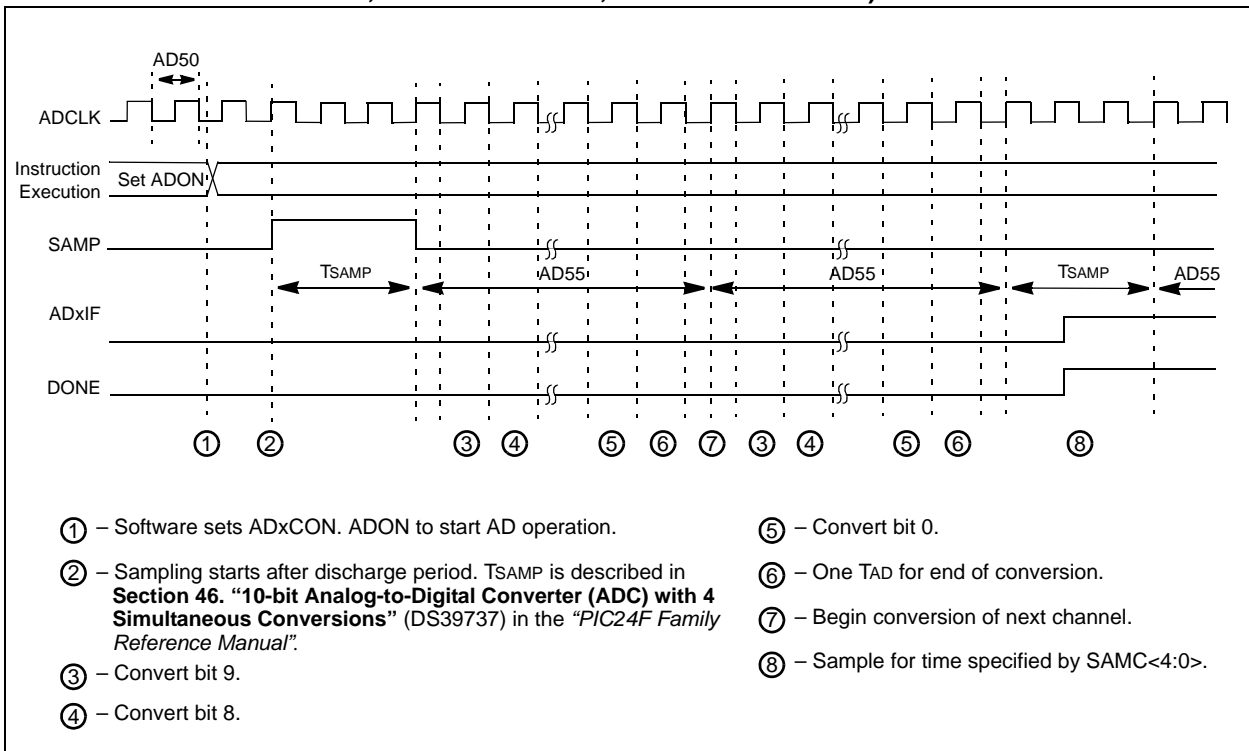 AD50
ADCLK
Instruction
Execution
Set ADON
SAMP
TSAMP
AD55
AD55
TSAMP
AD55
ADxIF
DONE
1 2 3 4 5 6 7 3 4 5 6 8
1 – Software sets ADxCON. ADON to start AD operation.
2 – Sampling starts after discharge period. TSAMP is described in
Section 46. “10-bit Analog-to-Digital Converter (ADC) with 4
Simultaneous Conversions” (DS39737) in the “PIC24F Family
Reference Manual”.
3 – Convert bit 9.
4 – Convert bit 8.
5 – Convert bit 0.
6 – One TAD for end of conversion.
7 – Begin conversion of next channel.
8 – Sample for time specified by SAMC<4:0>.